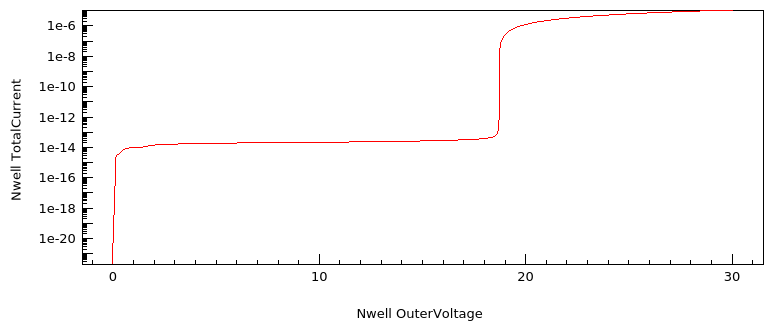 1e-6
1e-8
1e-10
1e-12
1e-14
1e-16
1e-18
1e-20
Nwell TotalCurrent
0 10 20 30
Nwell OuterVoltage